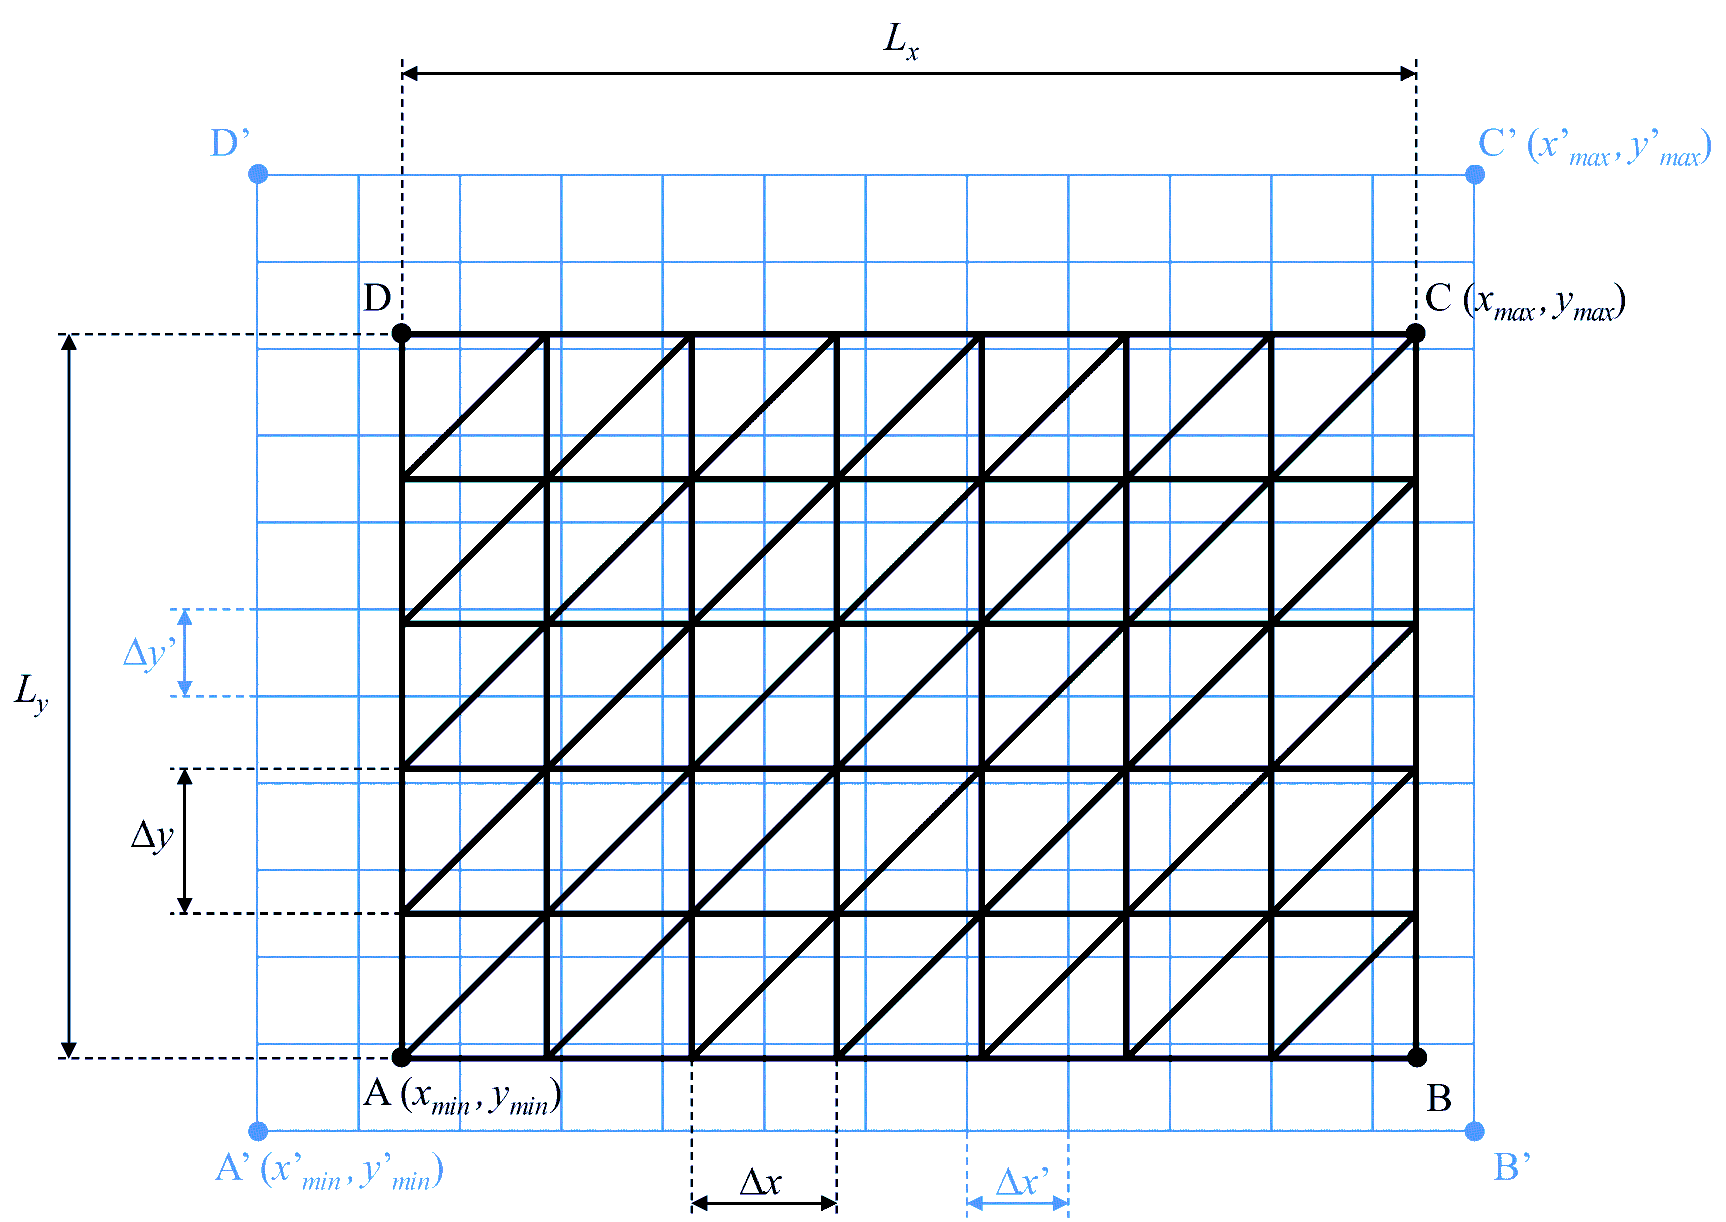 Lx
D’
C’ (x’max, y’max)
D
C (xmax, ymax)
Δy’
Ly
Δy
A (xmin, ymin)
B
A’ (x’min, y’min)
B’
Δx
Δx’